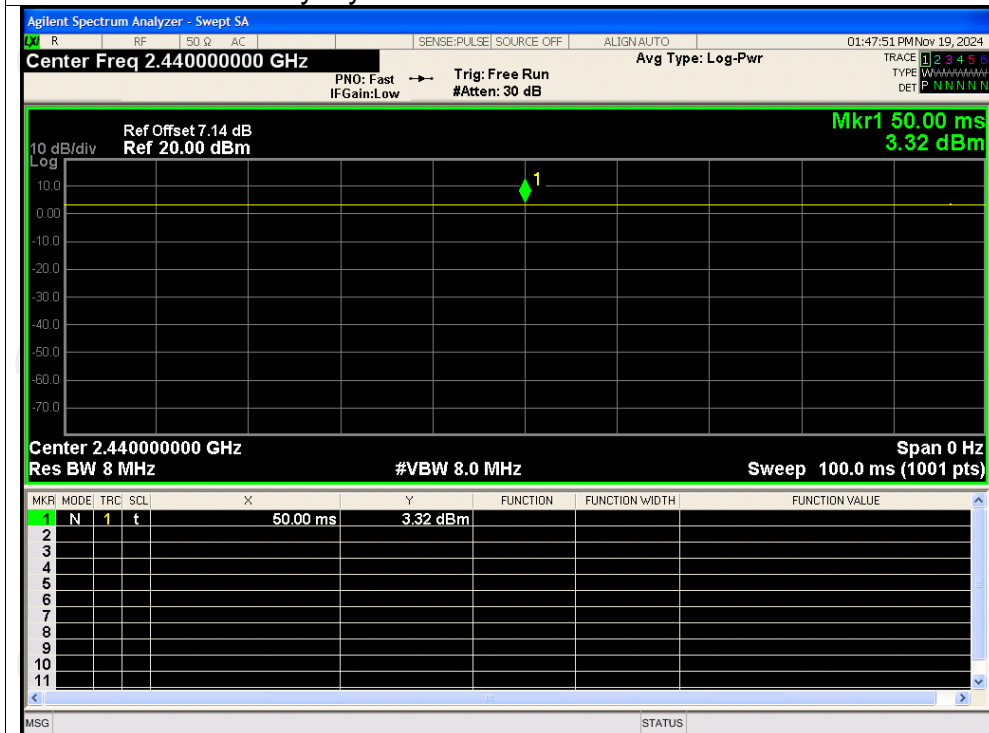 Agilent Spectrum Analyzer - Swept SA
LXI R RF 50 Ω AC SENSE:PULSE SOURCE OFF ALIGN AUTO 01:47:51 PM Nov 19, 2024
Center Freq 2.440000000 GHz Avg Type: Log-Pwr TRACE 1 2 3 4 5 6
PNO: Fast Trig: Free Run TYPE WWWWWW
IFGain:Low #Atten: 30 dB DET P N N N N N
Mkr1 50.00 ms
Ref Offset 7.14 dB
10 dB/div Ref 20.00 dBm 3.32 dBm
Log
1
10.0
0.00
-10.0
-20.0
-30.0
-40.0
-50.0
-60.0
-70.0
Center 2.440000000 GHz Span 0 Hz
Res BW 8 MHz #VBW 8.0 MHz Sweep 100.0 ms (1001 pts)
MKR MODE TRC SCL X Y FUNCTION FUNCTION WIDTH FUNCTION VALUE
1 N 1 t 50.00 ms 3.32 dBm
2
3
4
5
6
7
8
9
10
11
MSG STATUS